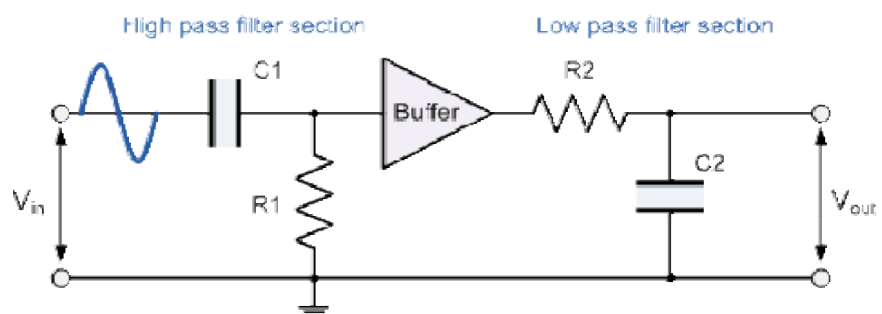 High pass filter section
Low pass filter section
C1
R2
Buffer
C2
R1
Vin
Vout